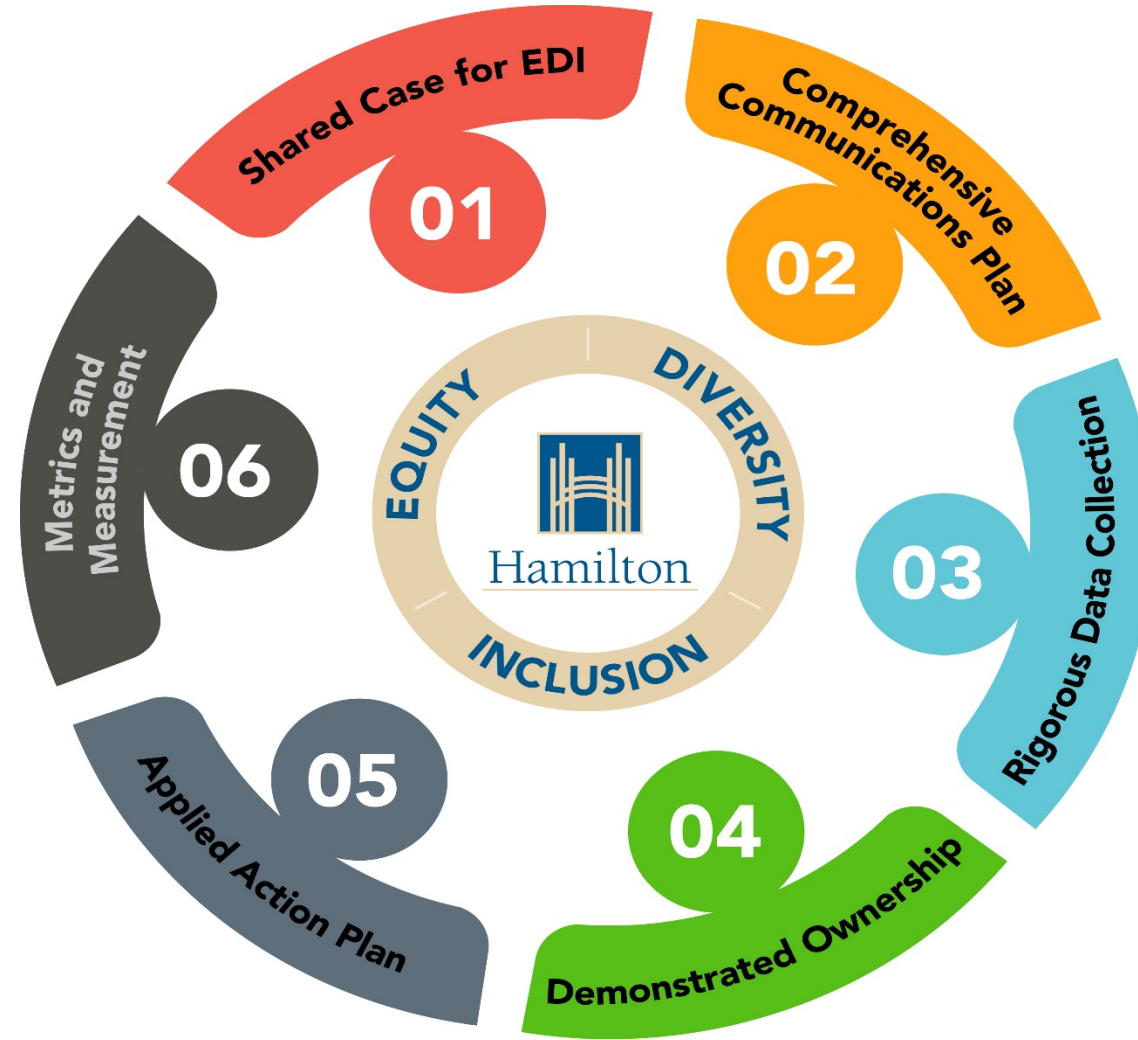 Shared Case for EDI
01
Comprehensive
Communications Plan
02
Rigorous Data Collection
03
Demonstrated Ownership
04
Applied Action Plan
05
Metrics and
Measurement
06
EQUITY
DIVERSITY
INCLUSION
Hamilton